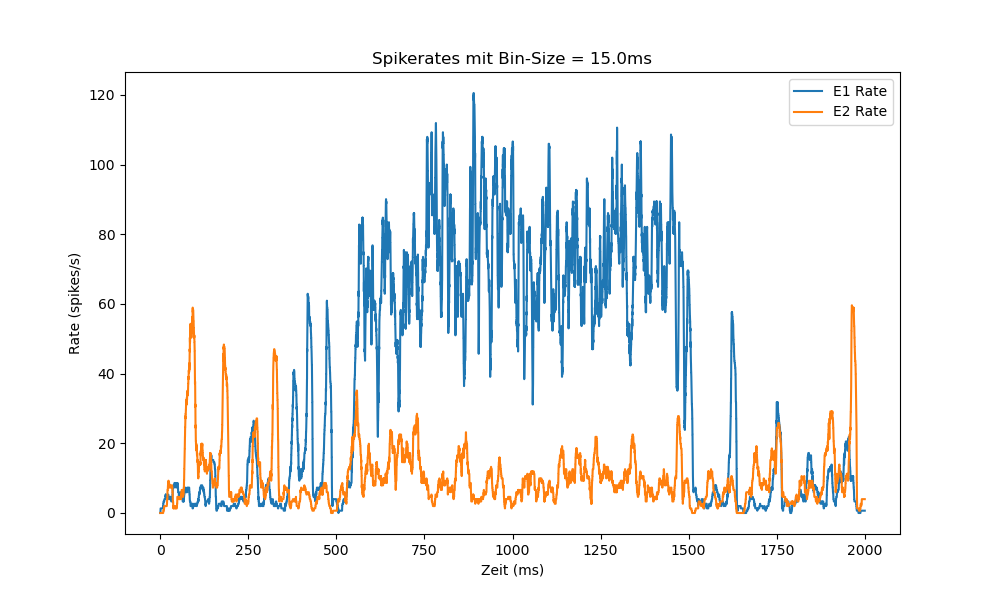 Spikerates mit Bin-Size = 15.0ms
E1 Rate
E2 Rate
120
100
80
60
40
20
0
Rate (spikes/s)
0 250 500 750 1000 1250 1500 1750 2000
Zeit (ms)